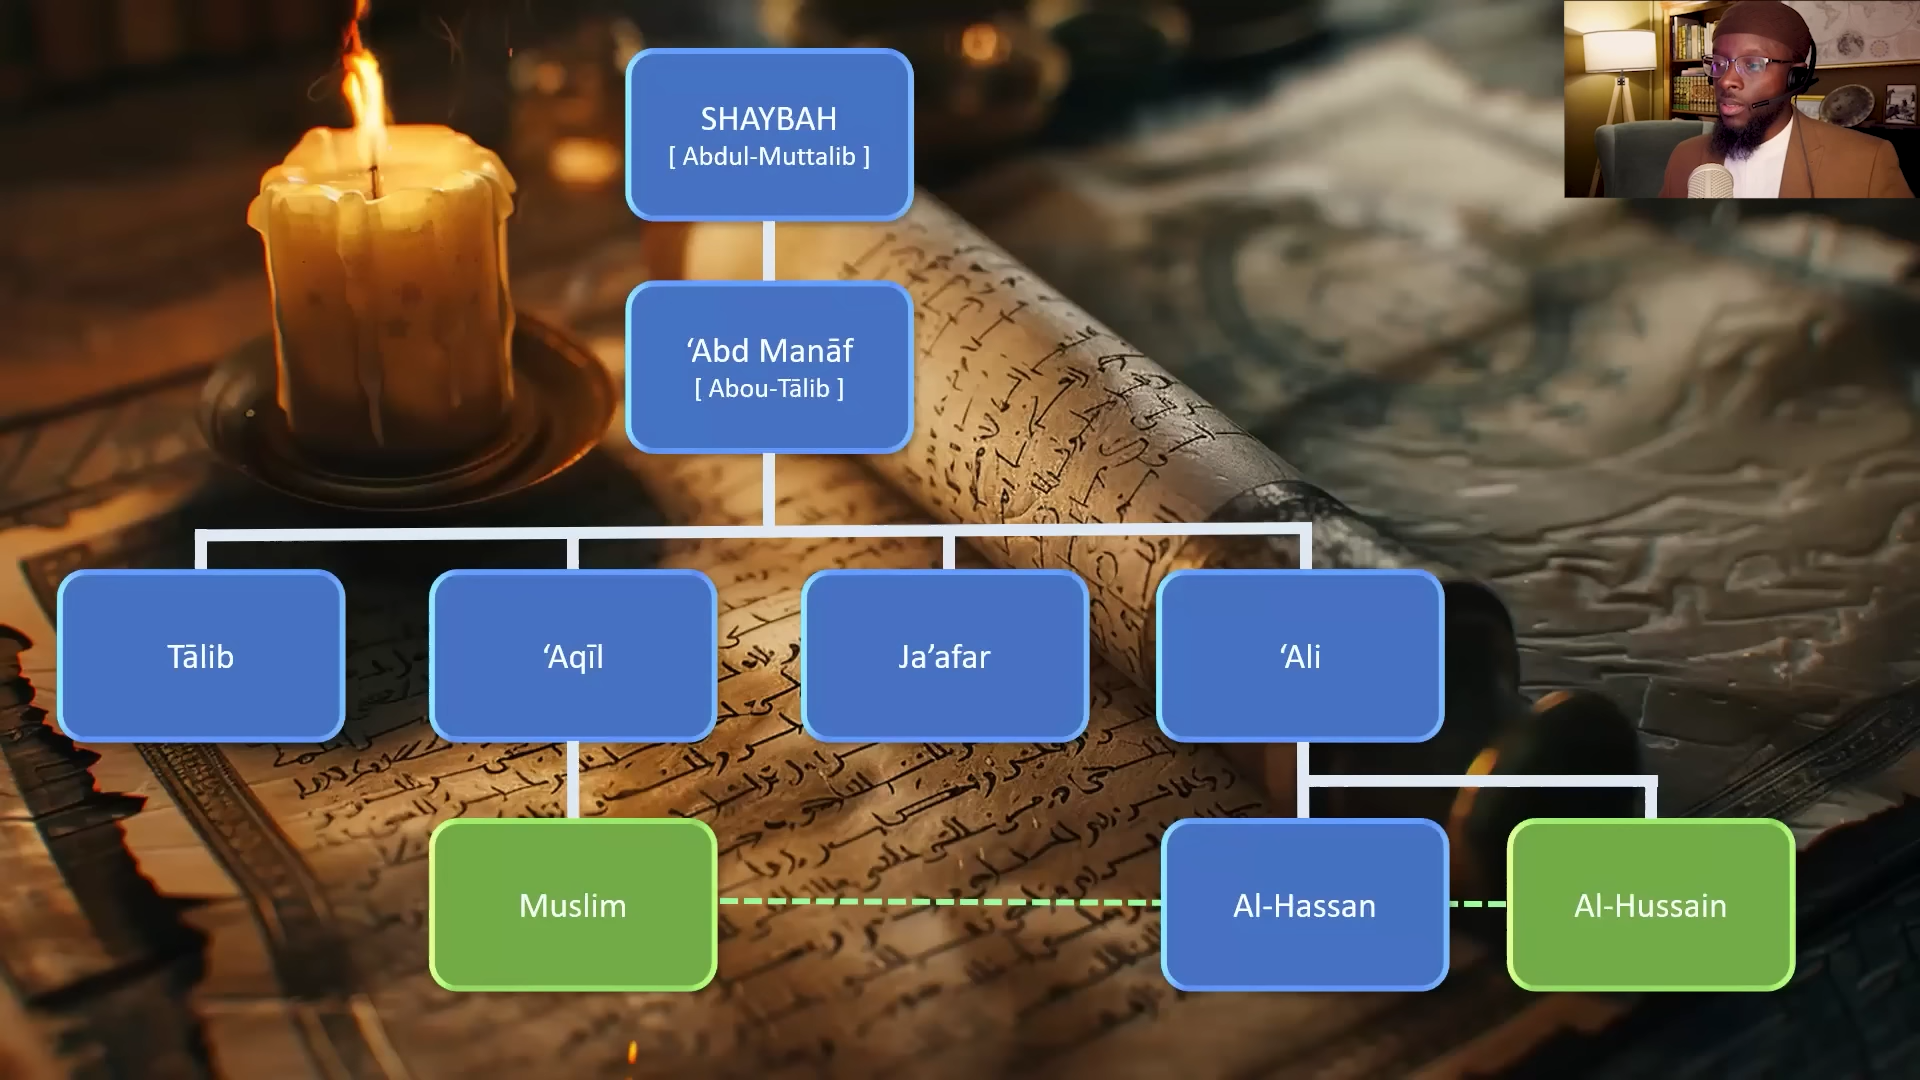 SHAYBAH
[ Abdul-Muttalib ]
‘Abd Manāf
[ Abou-Tālib ]
Tālib
‘Aqīl
Ja’afar
‘Ali
Muslim
Al-Hassan
Al-Hussain